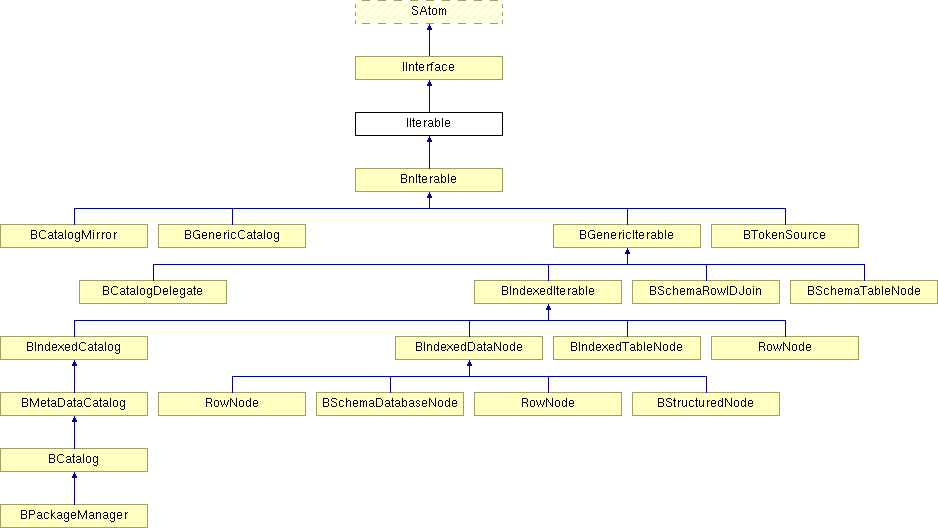 SAtom
IInterface
IIterable
BnIterable
BCatalogMirror
BGenericCatalog
BGenericIterable
BTokenSource
BCatalogDelegate
BIndexedIterable
BSchemaRowIDJoin
BSchemaTableNode
BIndexedCatalog
BIndexedDataNode
BIndexedTableNode
RowNode
BMetaDataCatalog
RowNode
BSchemaDatabaseNode
RowNode
BStructuredNode
BCatalog
BPackageManager